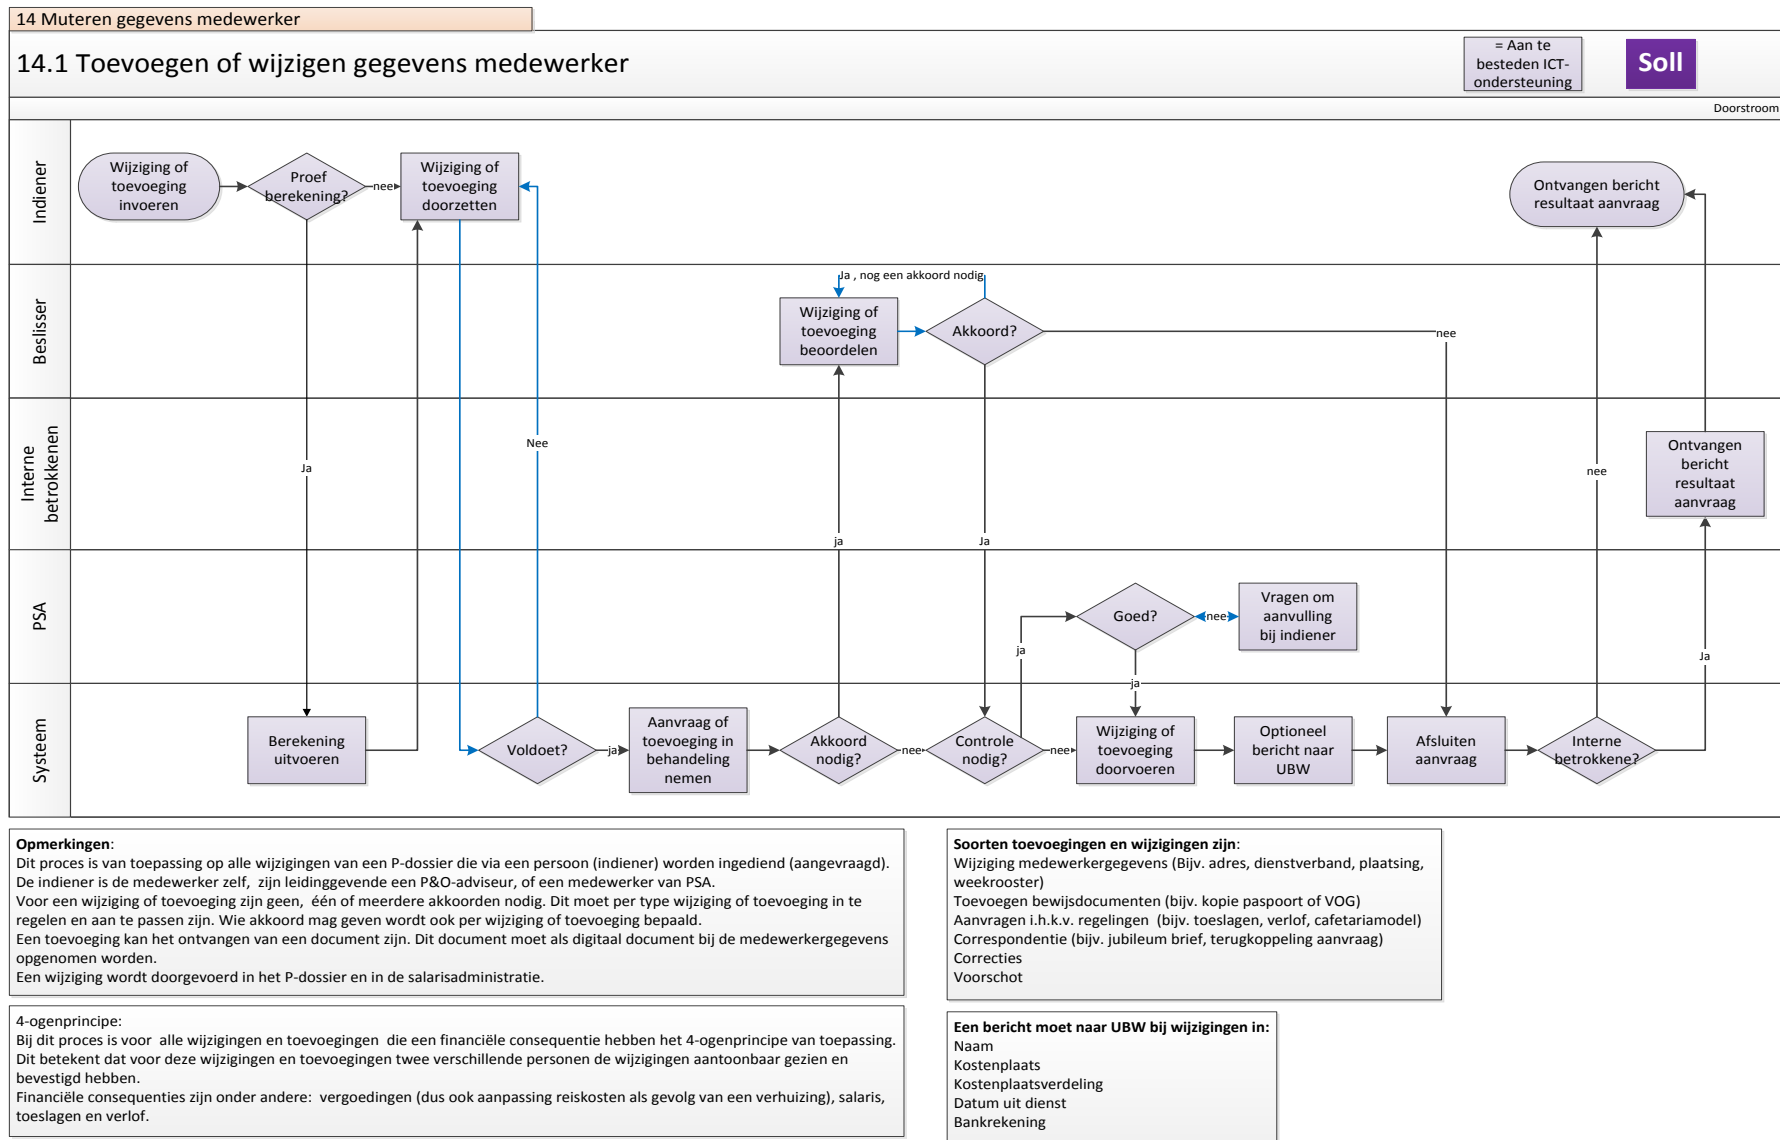 14 Muteren gegevens medewerker
14.1 Toevoegen of wijzigen gegevens medewerker
= Aan te
besteden ICT-
ondersteuning
Soll
Doorstroom
Indiener
Wijziging of
toevoeging
invoeren
Proef
berekening?
nee
Wijziging of
toevoeging
doorzetten
Ontvangen bericht
resultaat aanvraag
Beslisser
Ja , nog een akkoord nodig
Wijziging of
toevoeging
beoordelen
Akkoord?
nee
Interne
betrokkenen
Ja
Nee
ja
Ja
nee
Ontvangen
bericht
resultaat
aanvraag
PSA
Goed?
nee
Vragen om
aanvulling
bij indiener
ja
ja
Ja
Systeem
Berekening
uitvoeren
Voldoet?
ja
Aanvraag of
toevoeging in
behandeling
nemen
Akkoord
nodig?
nee
Controle
nodig?
nee
Wijziging of
toevoeging
doorvoeren
Optioneel
bericht naar
UBW
Afsluiten
aanvraag
Interne
betrokkene?
Opmerkingen:
Dit proces is van toepassing op alle wijzigingen van een P-dossier die via een persoon (indiener) worden ingediend (aangevraagd).
De indiener is de medewerker zelf, zijn leidinggevende een P&O-adviseur, of een medewerker van PSA.
Voor een wijziging of toevoeging zijn geen, één of meerdere akkoorden nodig. Dit moet per type wijziging of toevoeging in te
regelen en aan te passen zijn. Wie akkoord mag geven wordt ook per wijziging of toevoeging bepaald.
Een toevoeging kan het ontvangen van een document zijn. Dit document moet als digitaal document bij de medewerkergegevens
opgenomen worden.
Een wijziging wordt doorgevoerd in het P-dossier en in de salarisadministratie.
4-ogenprincipe:
Bij dit proces is voor alle wijzigingen en toevoegingen die een financiële consequentie hebben het 4-ogenprincipe van toepassing.
Dit betekent dat voor deze wijzigingen en toevoegingen twee verschillende personen de wijzigingen aantoonbaar gezien en
bevestigd hebben.
Financiële consequenties zijn onder andere: vergoedingen (dus ook aanpassing reiskosten als gevolg van een verhuizing), salaris,
toeslagen en verlof.
Soorten toevoegingen en wijzigingen zijn:
Wijziging medewerkergegevens (Bijv. adres, dienstverband, plaatsing,
weekrooster)
Toevoegen bewijsdocumenten (bijv. kopie paspoort of VOG)
Aanvragen i.h.k.v. regelingen (bijv. toeslagen, verlof, cafetariamodel)
Correspondentie (bijv. jubileum brief, terugkoppeling aanvraag)
Correcties
Voorschot
Een bericht moet naar UBW bij wijzigingen in:
Naam
Kostenplaats
Kostenplaatsverdeling
Datum uit dienst
Bankrekening